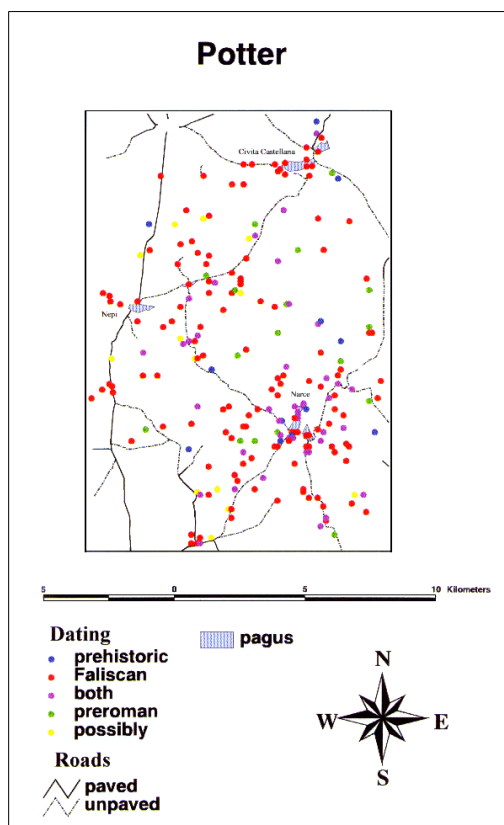 Potter
Civita Castellana
Nepi
Narce
5 0 5 10 Kilometers
Dating
prehistoric
Faliscan
both
preroman
possibly
pagus
Roads
paved
unpaved
N
W E
S